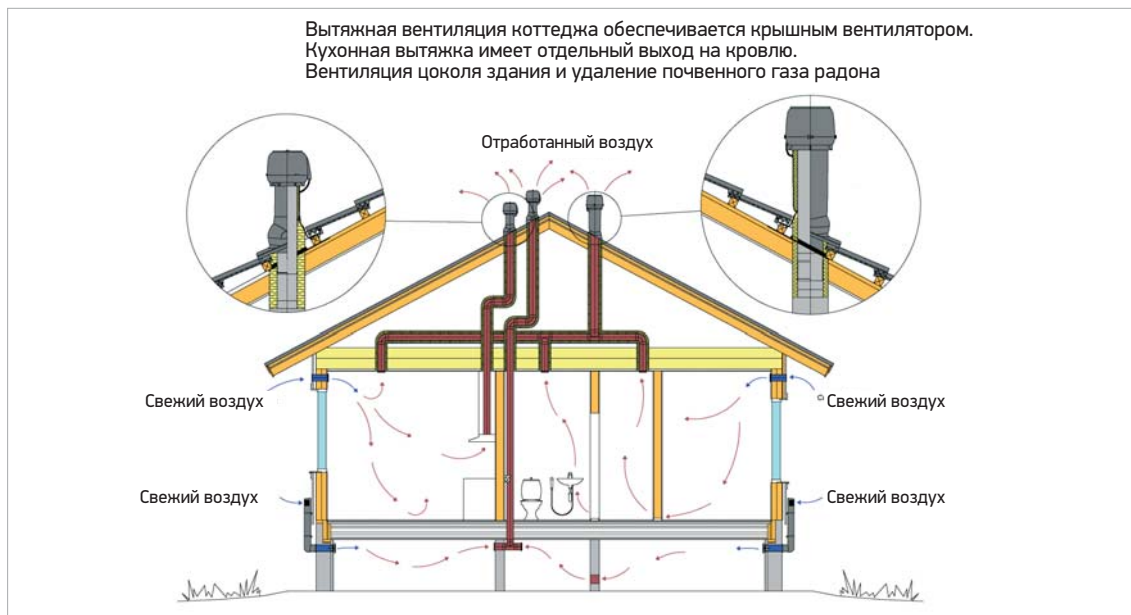 Вытяжная вентиляция коттеджа обеспечивается крышным вентилятором.
Кухонная вытяжка имеет отдельный выход на кровлю.
Вентиляция цоколя здания и удаление почвенного газа радона
Отработанный воздух
Свежий воздух
Свежий воздух
Свежий воздух
Свежий воздух